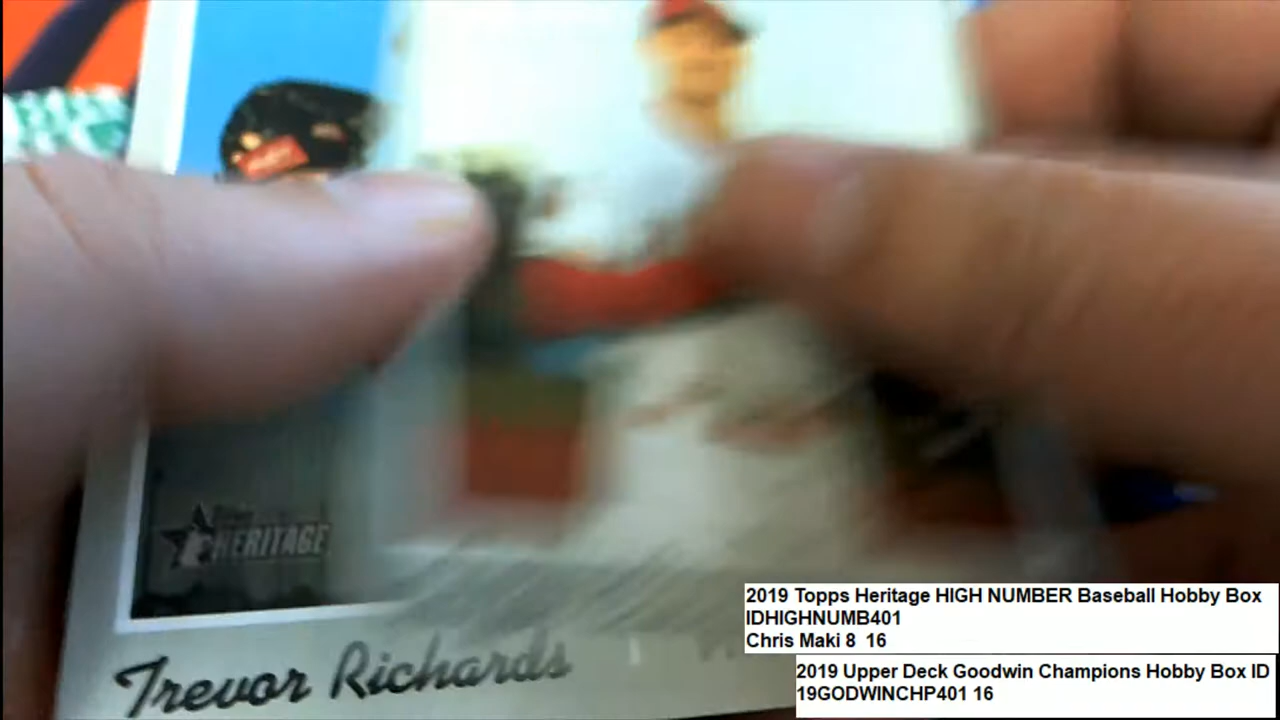 Topps
HERITAGE
Trevor Richards
2019 Topps Heritage HIGH NUMBER Baseball Hobby Box
IDHIGHNUMB401
Chris Maki 8 16
2019 Upper Deck Goodwin Champions Hobby Box ID
19GODWINCHP401 16